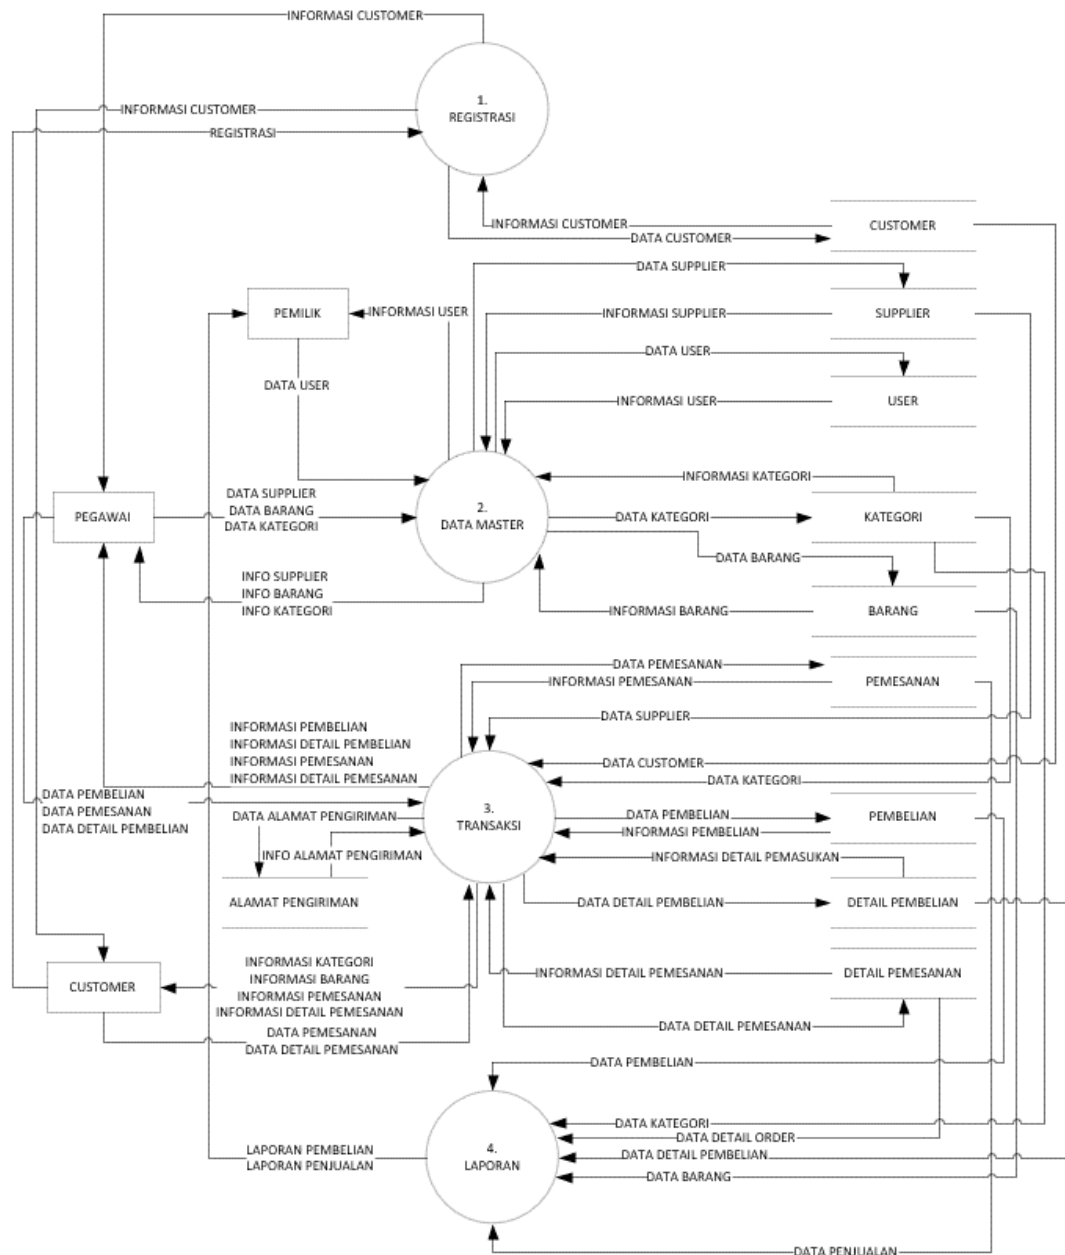 INFORMASI CUSTOMER
1.
REGISTRASI
INFORMASI CUSTOMER
REGISTRASI
INFORMASI CUSTOMER
DATA CUSTOMER
CUSTOMER
DATA SUPPLIER
PEMILIK
INFORMASI USER
INFORMASI SUPPLIER
SUPPLIER
DATA USER
DATA USER
INFORMASI USER
USER
INFORMASI KATEGORI
PEGAWAI
DATA SUPPLIER
DATA BARANG
DATA KATEGORI
2.
DATA MASTER
DATA KATEGORI
KATEGORI
DATA BARANG
INFO SUPPLIER
INFO BARANG
INFO KATEGORI
INFORMASI BARANG
BARANG
DATA PEMESANAN
INFORMASI PEMESANAN
PEMESANAN
DATA SUPPLIER
INFORMASI PEMBELIAN
INFORMASI DETAIL PEMBELIAN
INFORMASI PEMESANAN
INFORMASI DETAIL PEMESANAN
DATA CUSTOMER
DATA KATEGORI
DATA PEMBELIAN
DATA PEMESANAN
DATA DETAIL PEMBELIAN
DATA ALAMAT PENGIRIMAN
3.
TRANSAKSI
DATA PEMBELIAN
INFORMASI PEMBELIAN
PEMBELIAN
INFO ALAMAT PENGIRIMAN
INFORMASI DETAIL PEMASUKAN
ALAMAT PENGIRIMAN
DATA DETAIL PEMBELIAN
DETAIL PEMBELIAN
CUSTOMER
INFORMASI KATEGORI
INFORMASI BARANG
INFORMASI PEMESANAN
INFORMASI DETAIL PEMESANAN
INFORMASI DETAIL PEMESANAN
DETAIL PEMESANAN
DATA PEMESANAN
DATA DETAIL PEMESANAN
DATA DETAIL PEMESANAN
DATA PEMBELIAN
DATA KATEGORI
DATA DETAIL ORDER
LAPORAN PEMBELIAN
LAPORAN PENJUALAN
4.
LAPORAN
DATA DETAIL PEMBELIAN
DATA BARANG
DATA PENJUALAN